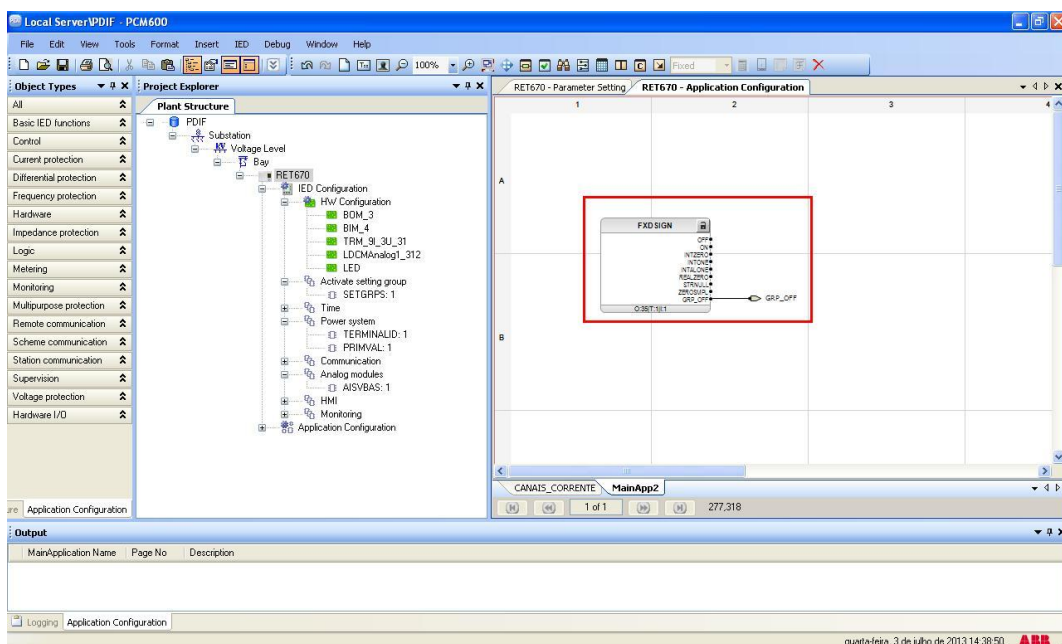 Local Server\PDIF - PCM600
File Edit View Tools Format Insert IED Debug Window Help
100%
Fixed
Object Types
All
Basic IED functions
Control
Current protection
Differential protection
Frequency protection
Hardware
Impedance protection
Logic
Metering
Monitoring
Multipurpose protection
Remote communication
Scheme communication
Station communication
Supervision
Voltage protection
Hardware I/O
Application Configuration
Project Explorer
Plant Structure
PDIF
Substation
Voltage Level
Bay
RET670
IED Configuration
HW Configuration
BOM_3
BIM_4
TRM_9I_3U_31
LDCMAnalog1_312
LED
Activate setting group
SETGRPS: 1
Time
Power system
TERMINALID: 1
PRIMVAL: 1
Communication
Analog modules
AISVBAS: 1
HMI
Monitoring
Application Configuration
RET670 - Parameter Setting RET670 - Application Configuration
1 2 3 4
A
B
FXDSIGN
OFF
ON
INTZERO
INTONE
INTALONE
REALZERO
STRNULL
ZEROSMPL
GRP_OFF
GRP_OFF
O:35|T:1|I:1
CANAIS_CORRENTE MainApp2
1 of 1 277,318
Output
MainApplication Name Page No Description
Logging Application Configuration
quarta-feira, 3 de julho de 2013 14:38:50 ABB